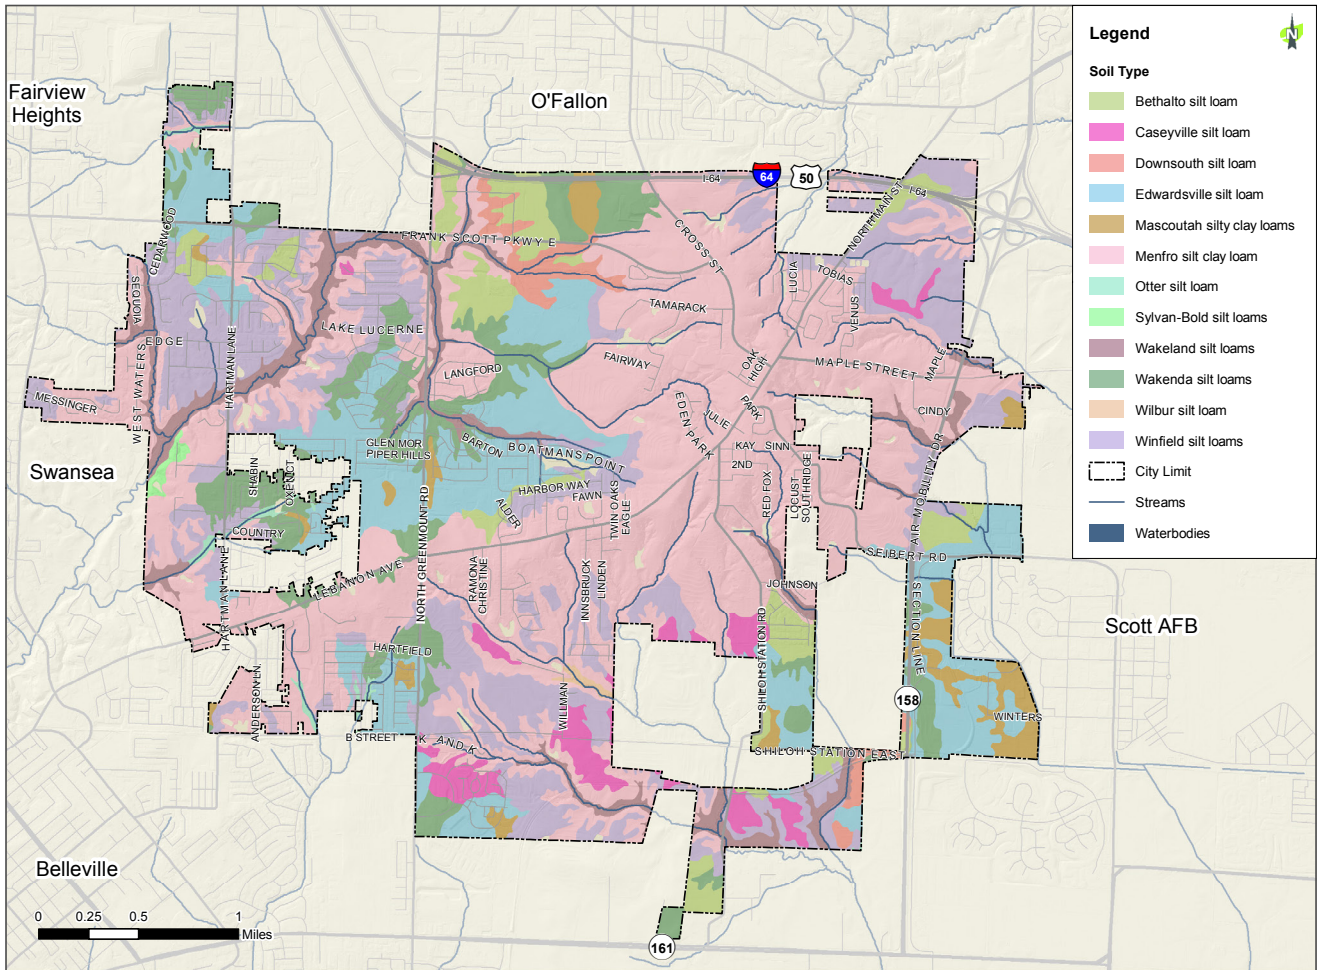 Fairview
Heights
O'Fallon
Swansea
Belleville
Scott AFB
64
50
I-64
I-64
NORTH MAIN ST
CROSS ST
FRANK SCOTT PKWY E
CEDARWOOD
SEQUOIA
EDGE
WEST WATERS
MESSINGER
HARTMAN LANE
LAKE LUCERNE
LANGFORD
TAMARACK
FAIRWAY
LUCIA
TOBIAS
VENUS
OAK
HIGH
MAPLE STREET
MAPLE
CINDY
PARK
JULIE
EDEN PARK
KAY
SINN
2ND
RED FOX
LOCUST
SOUTHRIDGE
AIR MOBILITY DR
SEIBERT RD
GLEN MOR
PIPER HILLS
BARTON
BOATMANS POINT
HARBOR WAY
FAWN
ALDER
TWIN OAKS
EAGLE
SHABIN
OXENICT
COUNTRY
HARTMAN LANE
LEBANON AVE
NORTH GREENMOUNT RD
RAMONA
CHRISTINE
INNSBRUCK
LINDEN
JOHNSON
SHILOH STATION RD
SECTION LINE
158
WINTERS
HARTFIELD
ANDERSON LN
B STREET
K AND K
WILLMAN
SHILOH STATION EAST
161
0 0.25 0.5 1
Miles
Legend
N
Soil Type
Bethalto silt loam
Caseyville silt loam
Downsouth silt loam
Edwardsville silt loam
Mascoutah silty clay loams
Menfro silt clay loam
Otter silt loam
Sylvan-Bold silt loams
Wakeland silt loams
Wakenda silt loams
Wilbur silt loam
Winfield silt loams
City Limit
Streams
Waterbodies